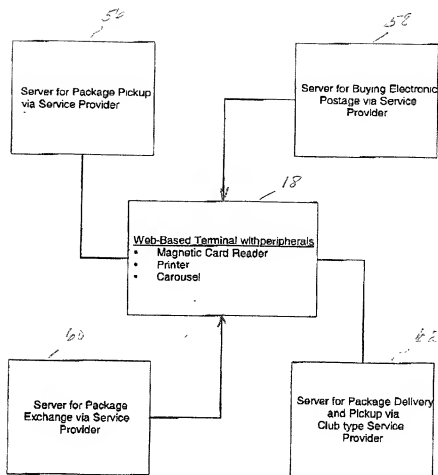 56
58
Server for Package Pickup
via Service Provider
Server for Buying Electronic
Postage via Service
Provider
18
Web-Based Terminal withperipherals
• Magnetic Card Reader
• Printer
• Carousel
60
62
Server for Package
Exchange via Service
Provider
Server for Package Delivery
and Pickup via
Club type Service
Provider